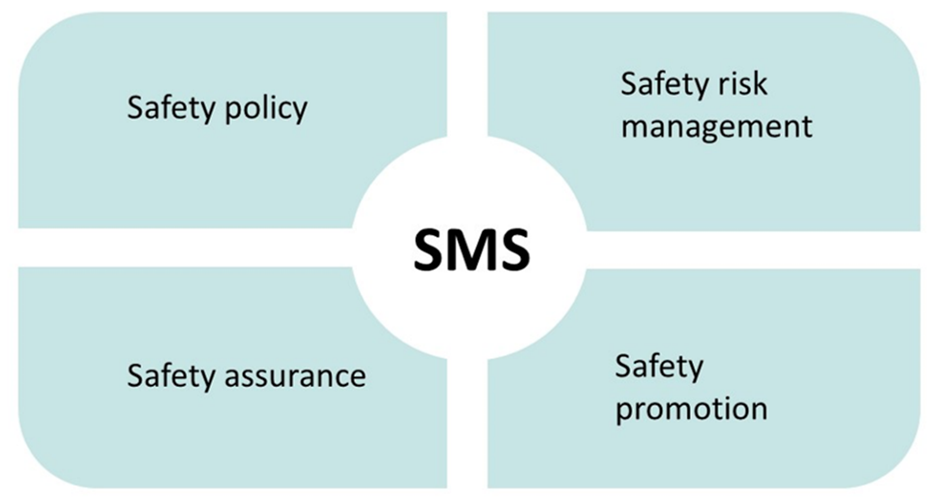 Safety policy
Safety risk
management
SMS
Safety assurance
Safety
promotion